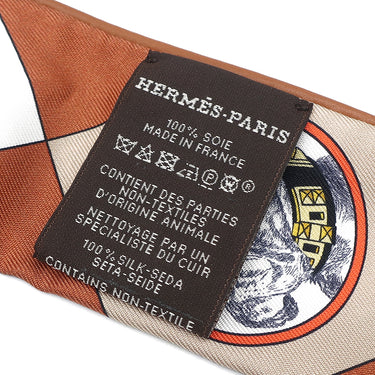 HERMÈS-PARIS
100% SOIE
MADE IN FRANCE
CONTIENT DES PARTIES
NON-TEXTILES
D'ORIGINE ANIMALE
NETTOYAGE PAR UN
SPECIALISTE DU CUIR
100% SILK-SEDA
SETA-SEIDE
CONTAINS NON-TEXTILE